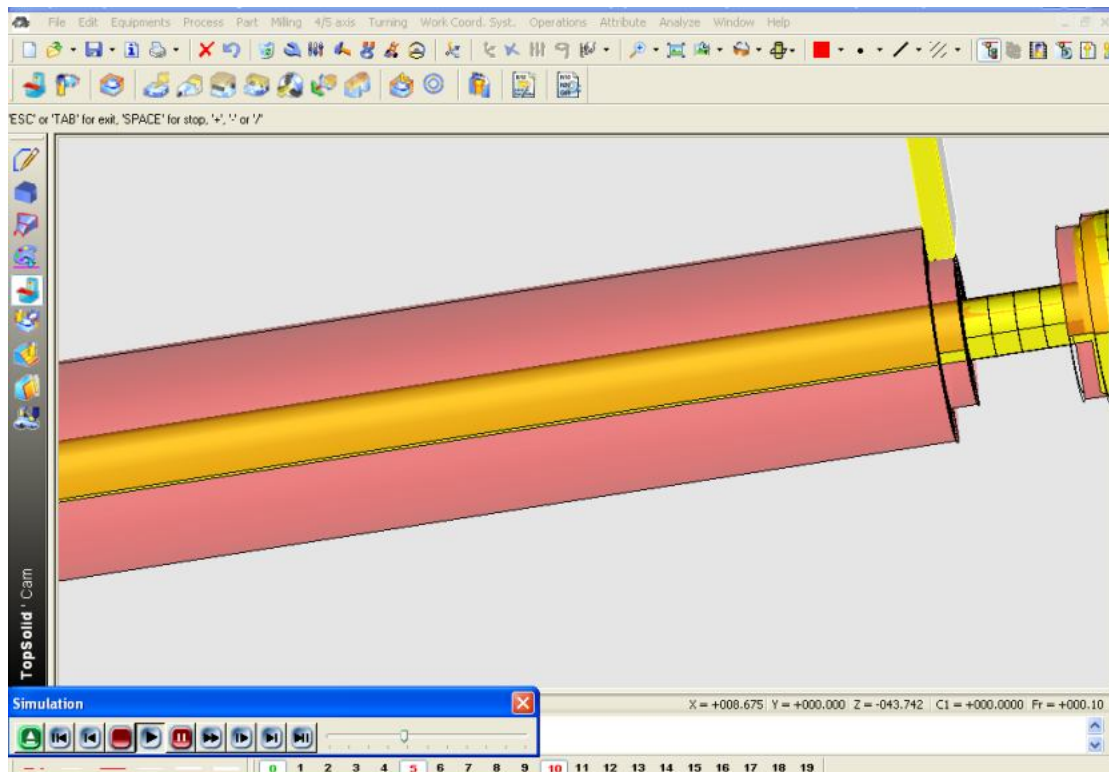 File Edit Equipments Process Part Milling 4/5 axis Turning Work Coord. Syst. Operations Attribute Analyze Window Help
'ESC' or 'TAB' for exit, 'SPACE' for stop, '+', '-' or '/'
TopSolid'Cam
Simulation
X = +008.675 Y = +000.000 Z = -043.742 C1 = +000.0000 Fr = +000.10
0 1 2 3 4 5 6 7 8 9 10 11 12 13 14 15 16 17 18 19